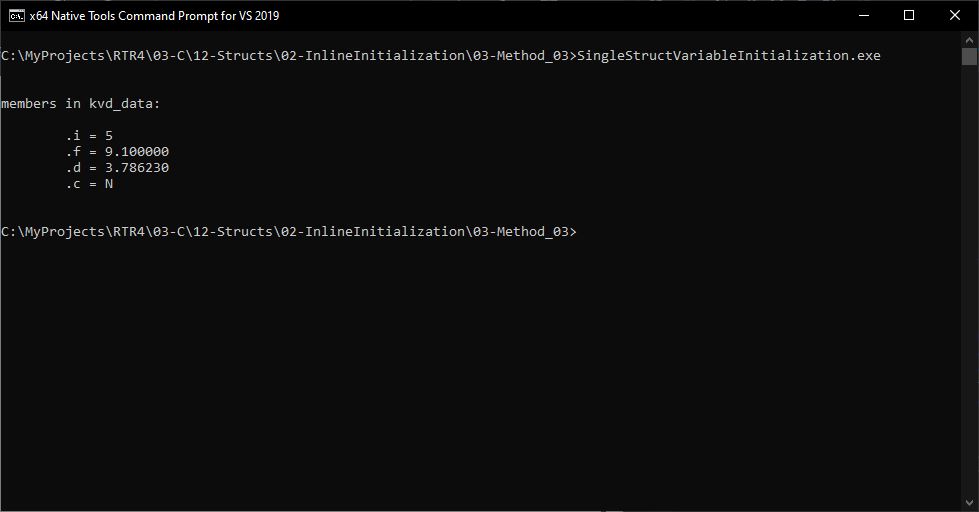 x64 Native Tools Command Prompt for VS 2019
C:\MyProjects\RTR4\03-C\12-Structs\02-InlineInitialization\03-Method_03>SingleStructVariableInitialization.exe
members in kvd_data:
.i = 5
.f = 9.100000
.d = 3.786230
.c = N
C:\MyProjects\RTR4\03-C\12-Structs\02-InlineInitialization\03-Method_03>